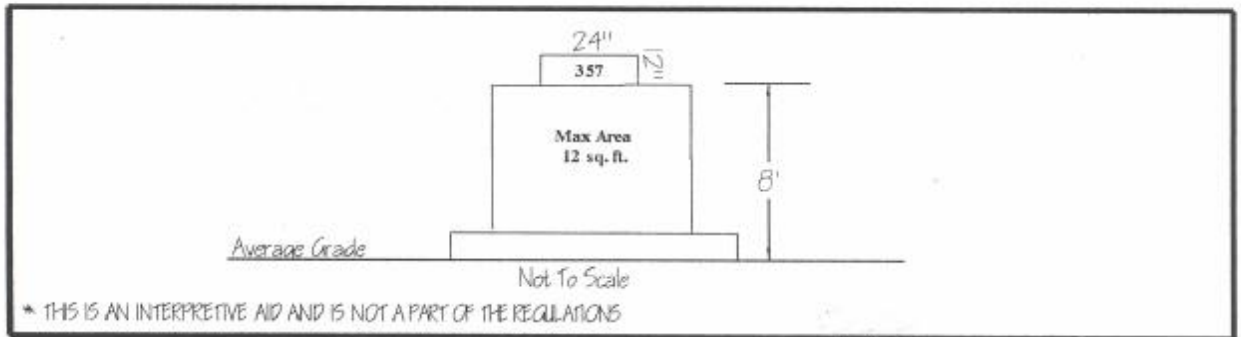 24"
12"
357
Max Area
12 sq. ft.
8'
Average Grade
Not To Scale
* THIS IS AN INTERPRETIVE AID AND IS NOT A PART OF THE REGULATIONS